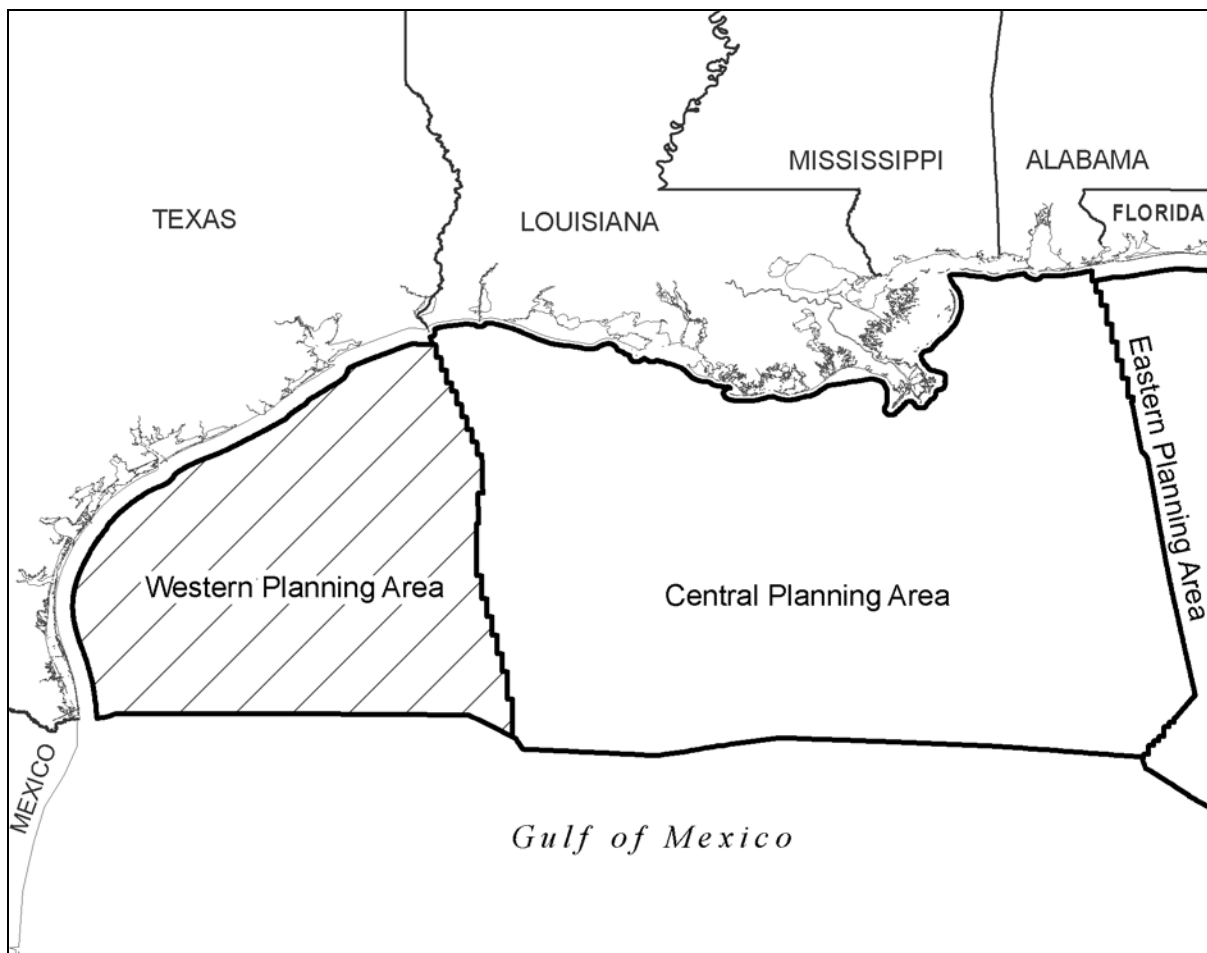 MISSISSIPPI
ALABAMA
TEXAS
LOUISIANA
FLORIDA
Eastern Planning Area
Western Planning Area
Central Planning Area
MEXICO
Gulf of Mexico